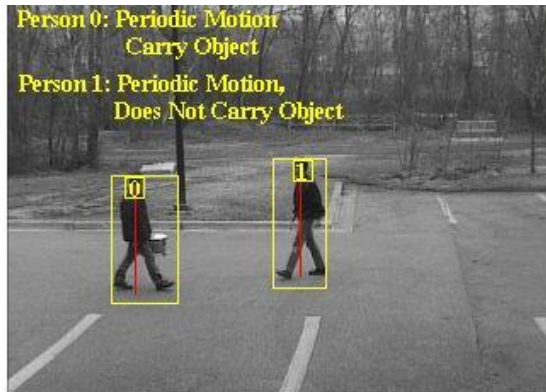 Person 0: Periodic Motion
Carry Object
Person 1: Periodic Motion,
Does Not Carry Object
0
1